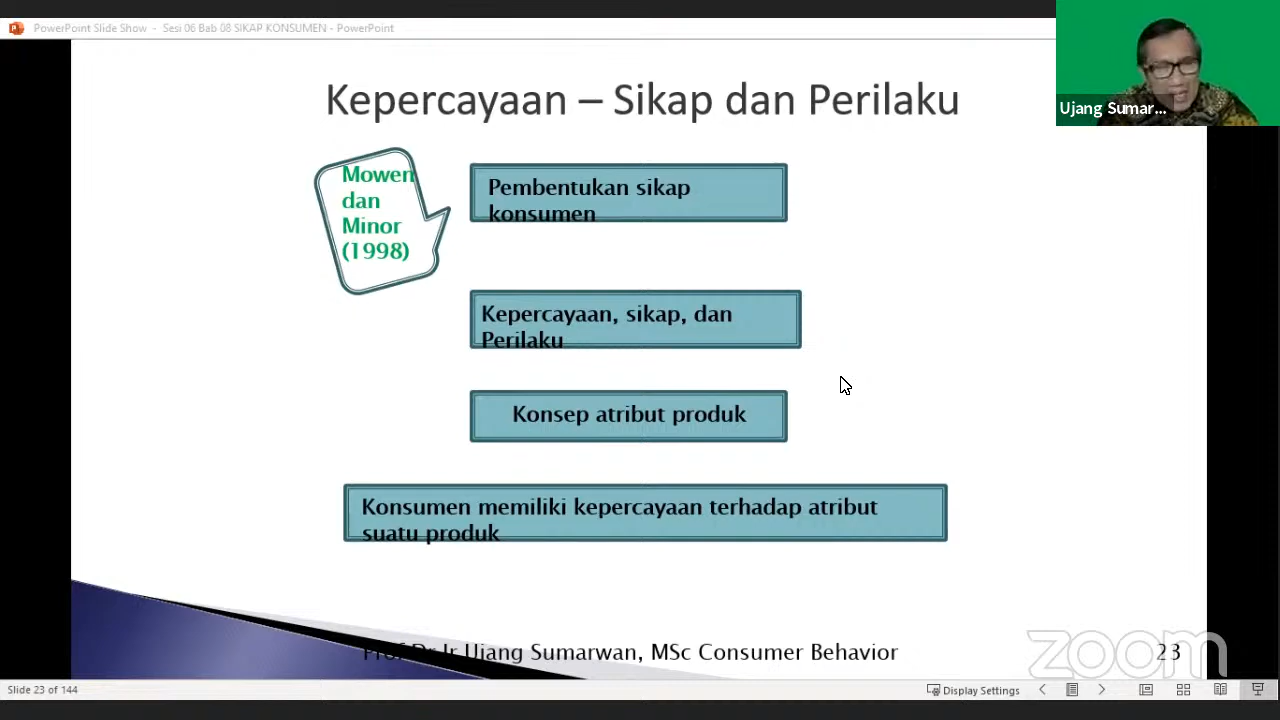 PowerPoint Slide Show - Sesi 06 Bab 08 SIKAP KONSUMEN - PowerPoint
Ujang Sumar...
Kepercayaan – Sikap dan Perilaku
Mowen
dan
Minor
(1998)
Pembentukan sikap
konsumen
Kepercayaan, sikap, dan
Perilaku
Konsep atribut produk
Konsumen memiliki kepercayaan terhadap atribut
suatu produk
Prof Dr Ir Ujang Sumarwan, MSc Consumer Behavior
23
zoom
Slide 23 of 144
Display Settings